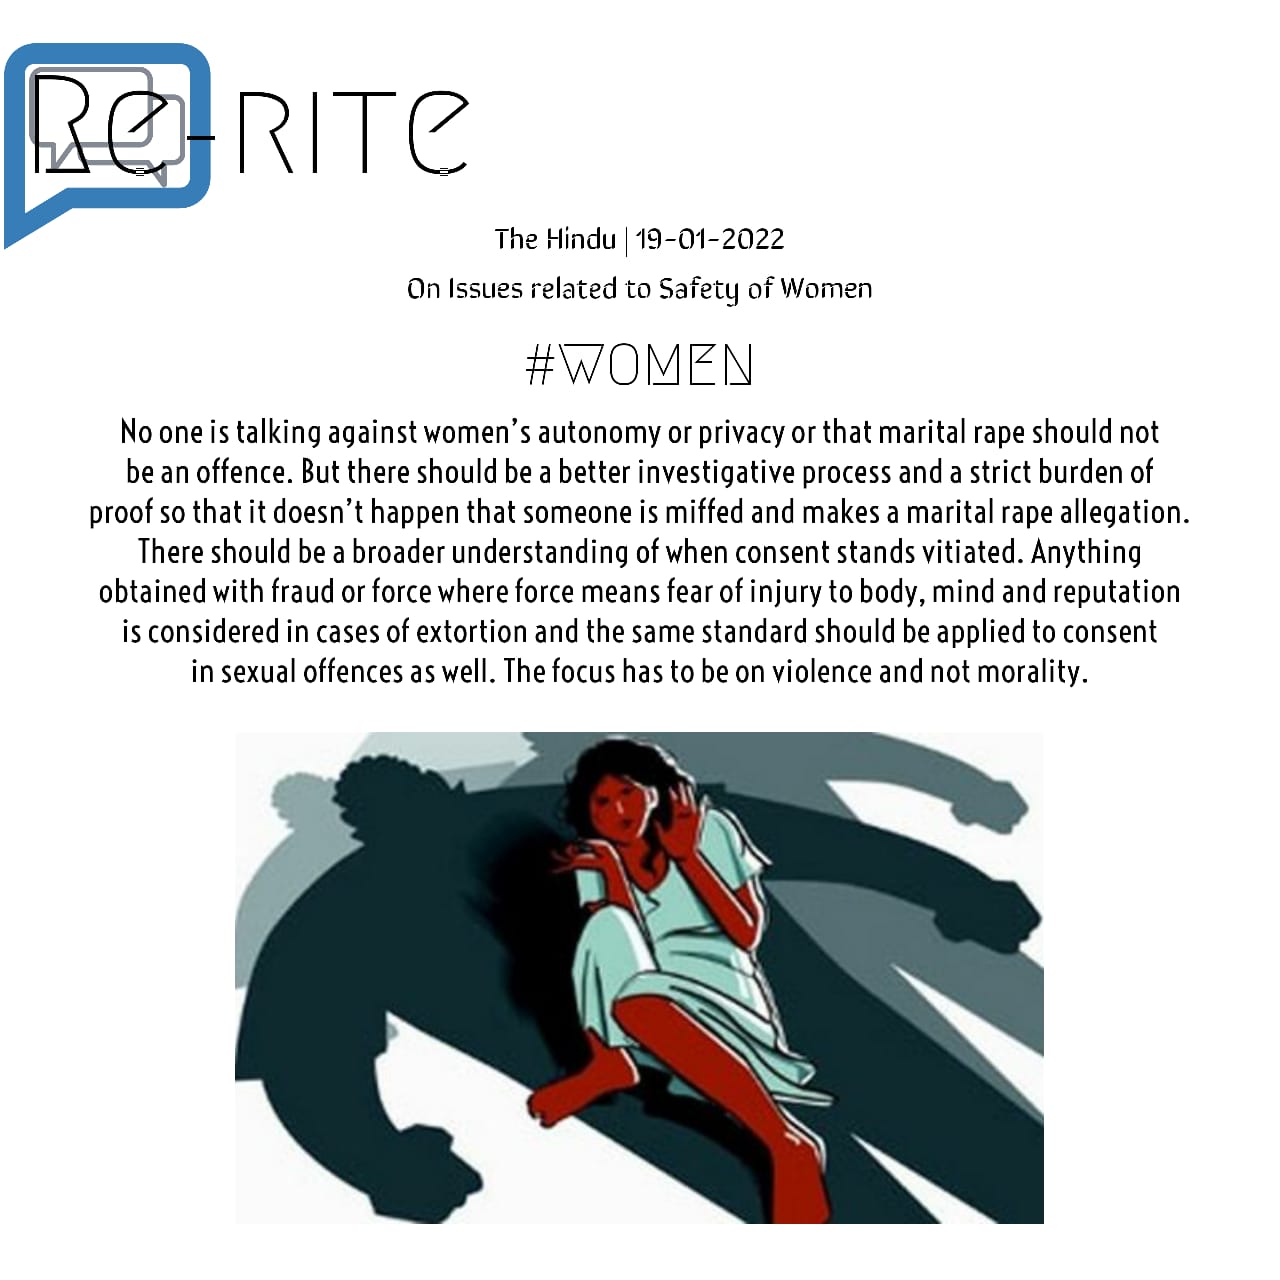 Re-RITE
The Hindu | 19-01-2022
On Issues related to Safety of Women
#WOMEN
No one is talking against women's autonomy or privacy or that marital rape should not
be an offence. But there should be a better investigative process and a strict burden of
proof so that it doesn't happen that someone is miffed and makes a marital rape allegation.
There should be a broader understanding of when consent stands vitiated. Anything
obtained with fraud or force where force means fear of injury to body, mind and reputation
is considered in cases of extortion and the same standard should be applied to consent
in sexual offences as well. The focus has to be on violence and not morality.